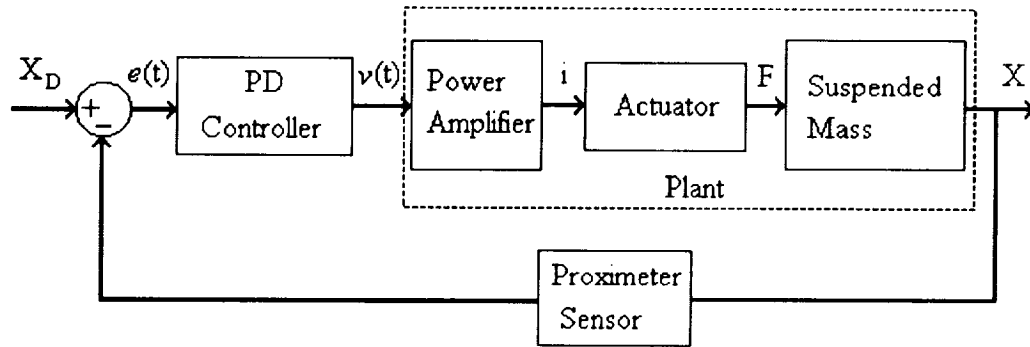 X_D
e(t)
PD
Controller
v(t)
Power
Amplifier
i
Actuator
F
Suspended
Mass
X
+
−
Plant
Proximeter
Sensor